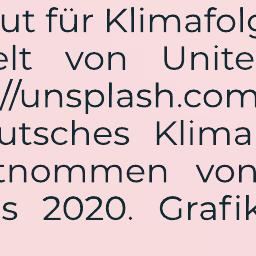 ut für Klimafolg
elt von Unite
//unsplash.com
utsches Klima
tnommen von
s 2020. Grafik